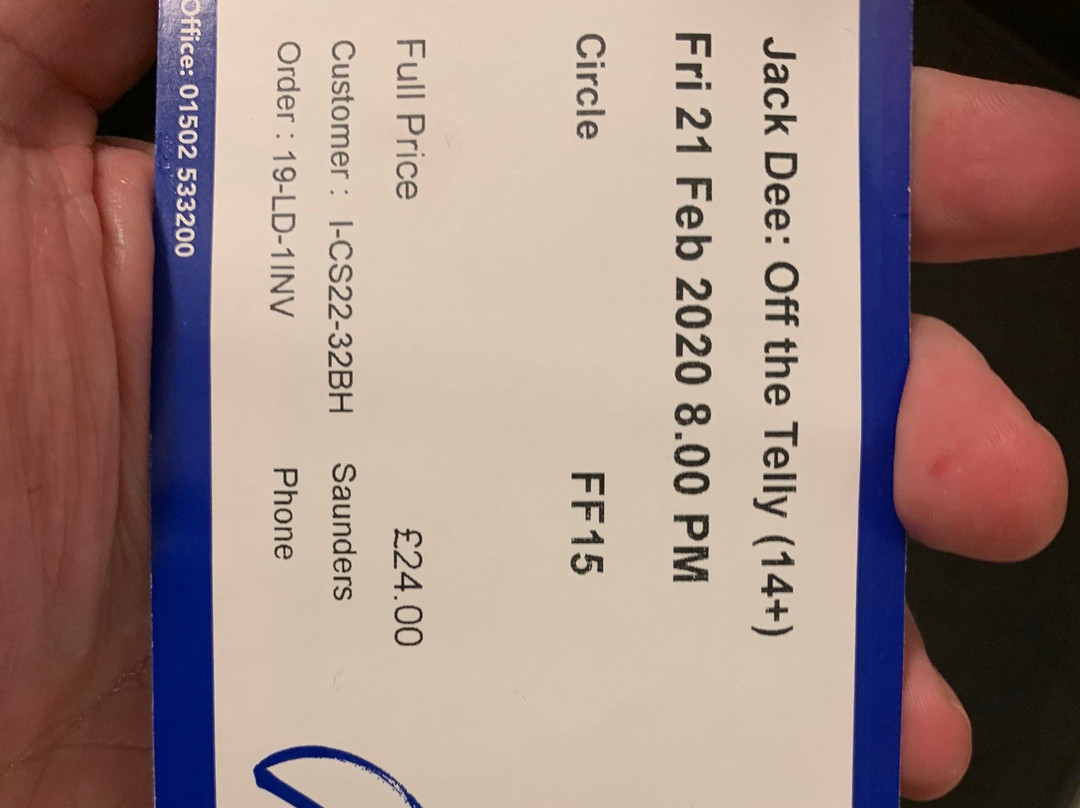 Jack Dee: Off the Telly (14+)
Fri 21 Feb 2020 8.00 PM
Circle FF15
Full Price £24.00
Customer : I-CS22-32BH Saunders
Order : 19-LD-1INV Phone
Office: 01502 533200